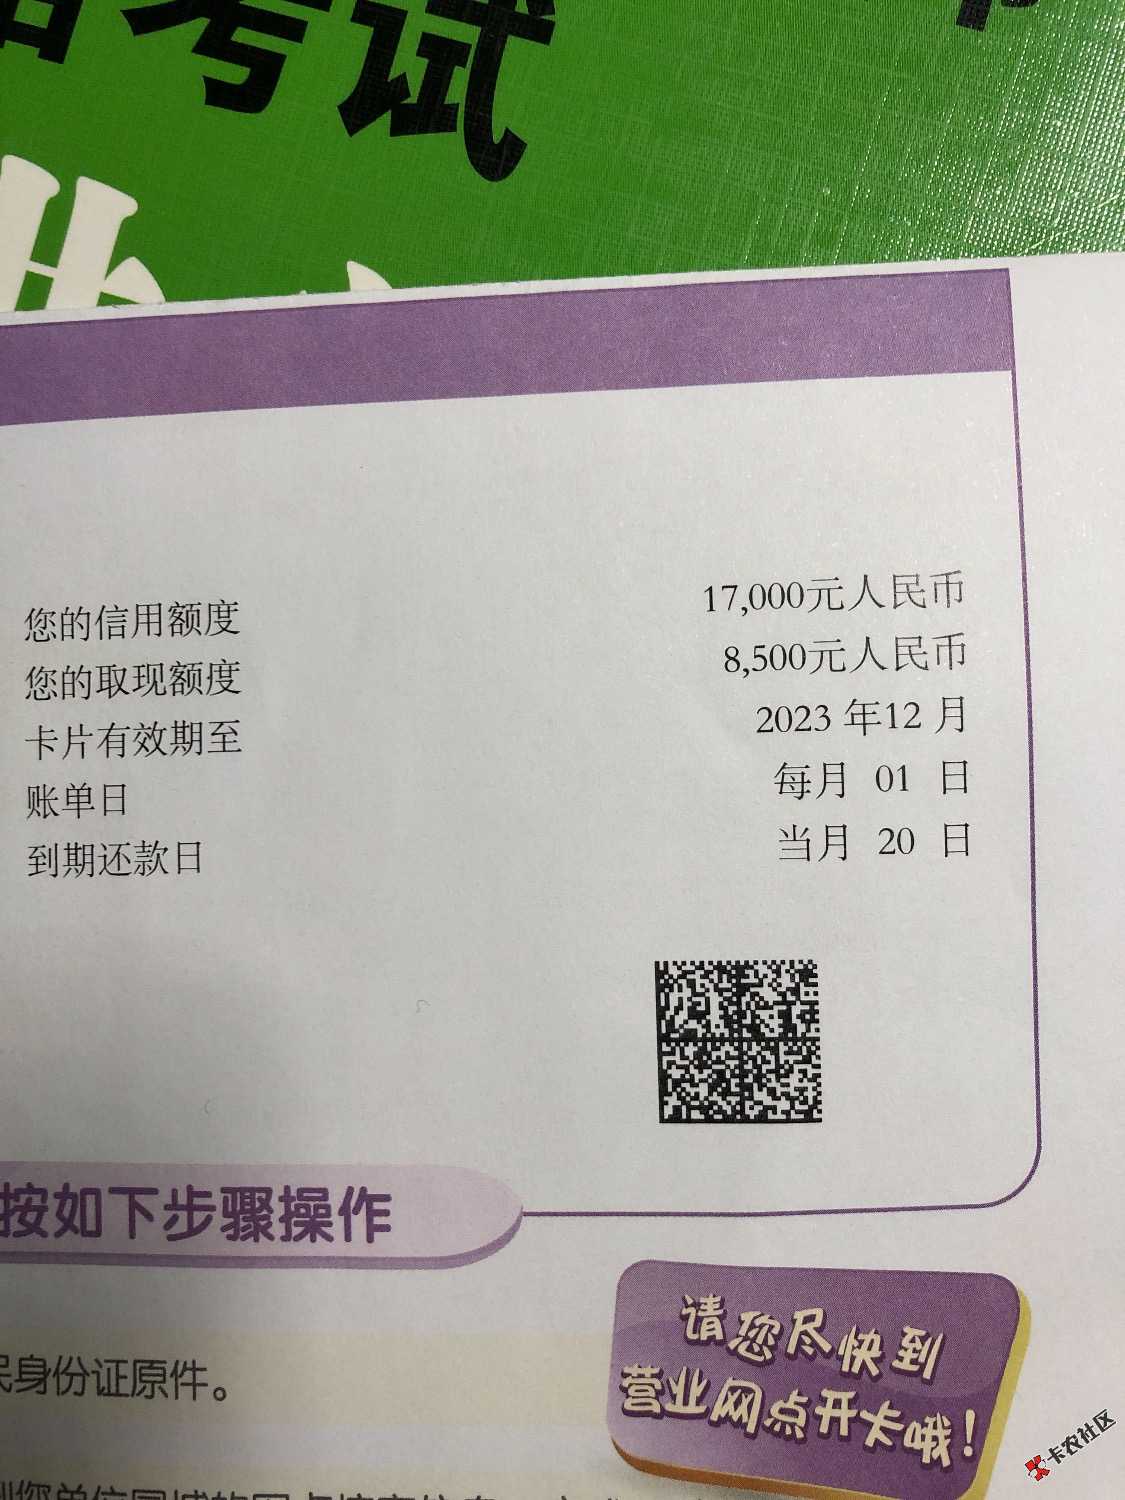 考试
您的信用额度 17,000元人民币
您的取现额度 8,500元人民币
卡片有效期至 2023 年12 月
账单日 每月 01 日
到期还款日 当月 20 日
按如下步骤操作
请您尽快到
营业网点开卡哦!
民身份证原件。
卡农社区